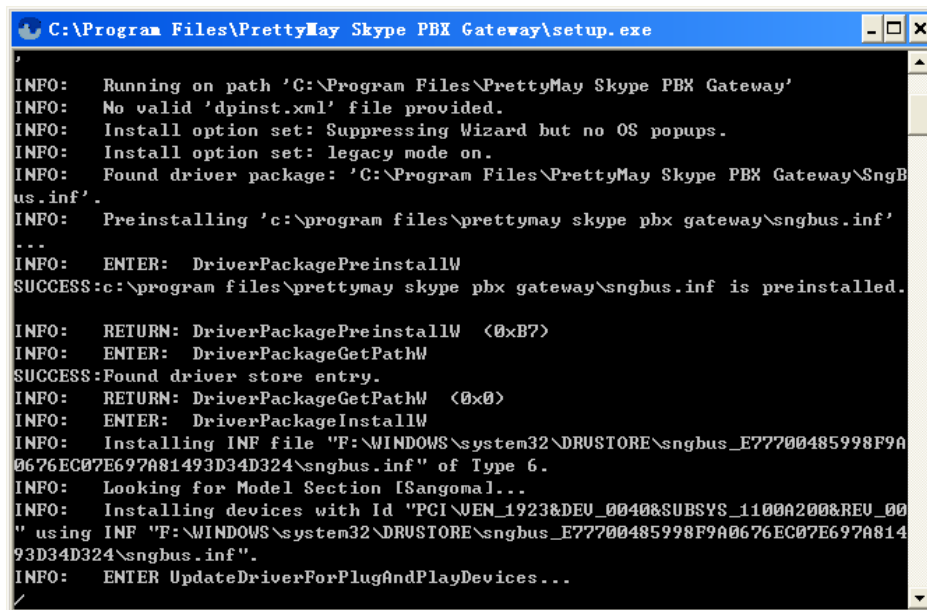 C:\Program Files\PrettyMay Skype PBX Gateway\setup.exe
'
INFO:   Running on path 'C:\Program Files\PrettyMay Skype PBX Gateway'
INFO:   No valid 'dpinst.xml' file provided.
INFO:   Install option set: Suppressing Wizard but no OS popups.
INFO:   Install option set: legacy mode on.
INFO:   Found driver package: 'C:\Program Files\PrettyMay Skype PBX Gateway\SngB
us.inf'.
INFO:   Preinstalling 'c:\program files\prettymay skype pbx gateway\sngbus.inf'
...
INFO:   ENTER:  DriverPackagePreinstallW
SUCCESS:c:\program files\prettymay skype pbx gateway\sngbus.inf is preinstalled.
INFO:   RETURN: DriverPackagePreinstallW  (0xB7)
INFO:   ENTER:  DriverPackageGetPathW
SUCCESS:Found driver store entry.
INFO:   RETURN: DriverPackageGetPathW  (0x0)
INFO:   ENTER:  DriverPackageInstallW
INFO:   Installing INF file "F:\WINDOWS\system32\DRVSTORE\sngbus_E77700485998F9A
0676EC07E697A81493D34D324\sngbus.inf" of Type 6.
INFO:   Looking for Model Section [Sangoma]...
INFO:   Installing devices with Id "PCI\VEN_1923&DEV_0040&SUBSYS_1100A200&REV_00
" using INF "F:\WINDOWS\system32\DRVSTORE\sngbus_E77700485998F9A0676EC07E697A814
93D34D324\sngbus.inf".
INFO:   ENTER UpdateDriverForPlugAndPlayDevices...
/